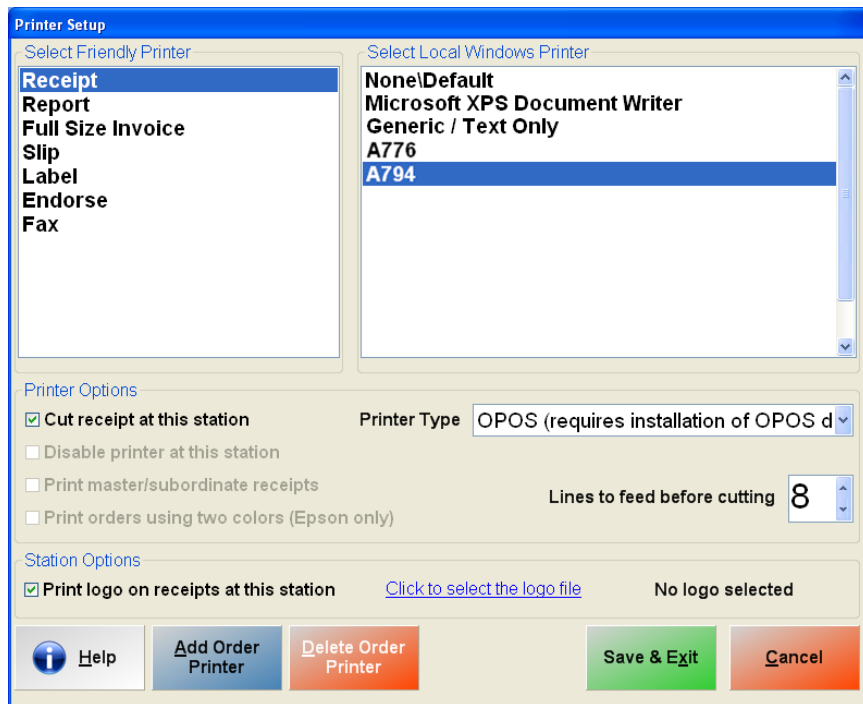 Printer Setup
Select Friendly Printer
Receipt
Report
Full Size Invoice
Slip
Label
Endorse
Fax
Select Local Windows Printer
None\Default
Microsoft XPS Document Writer
Generic / Text Only
A776
A794
Printer Options
Cut receipt at this station
Disable printer at this station
Print master/subordinate receipts
Print orders using two colors (Epson only)
Printer Type
OPOS (requires installation of OPOS d
Lines to feed before cutting
8
Station Options
Print logo on receipts at this station
Click to select the logo file
No logo selected
Help
Add Order
Printer
Delete Order
Printer
Save & Exit
Cancel